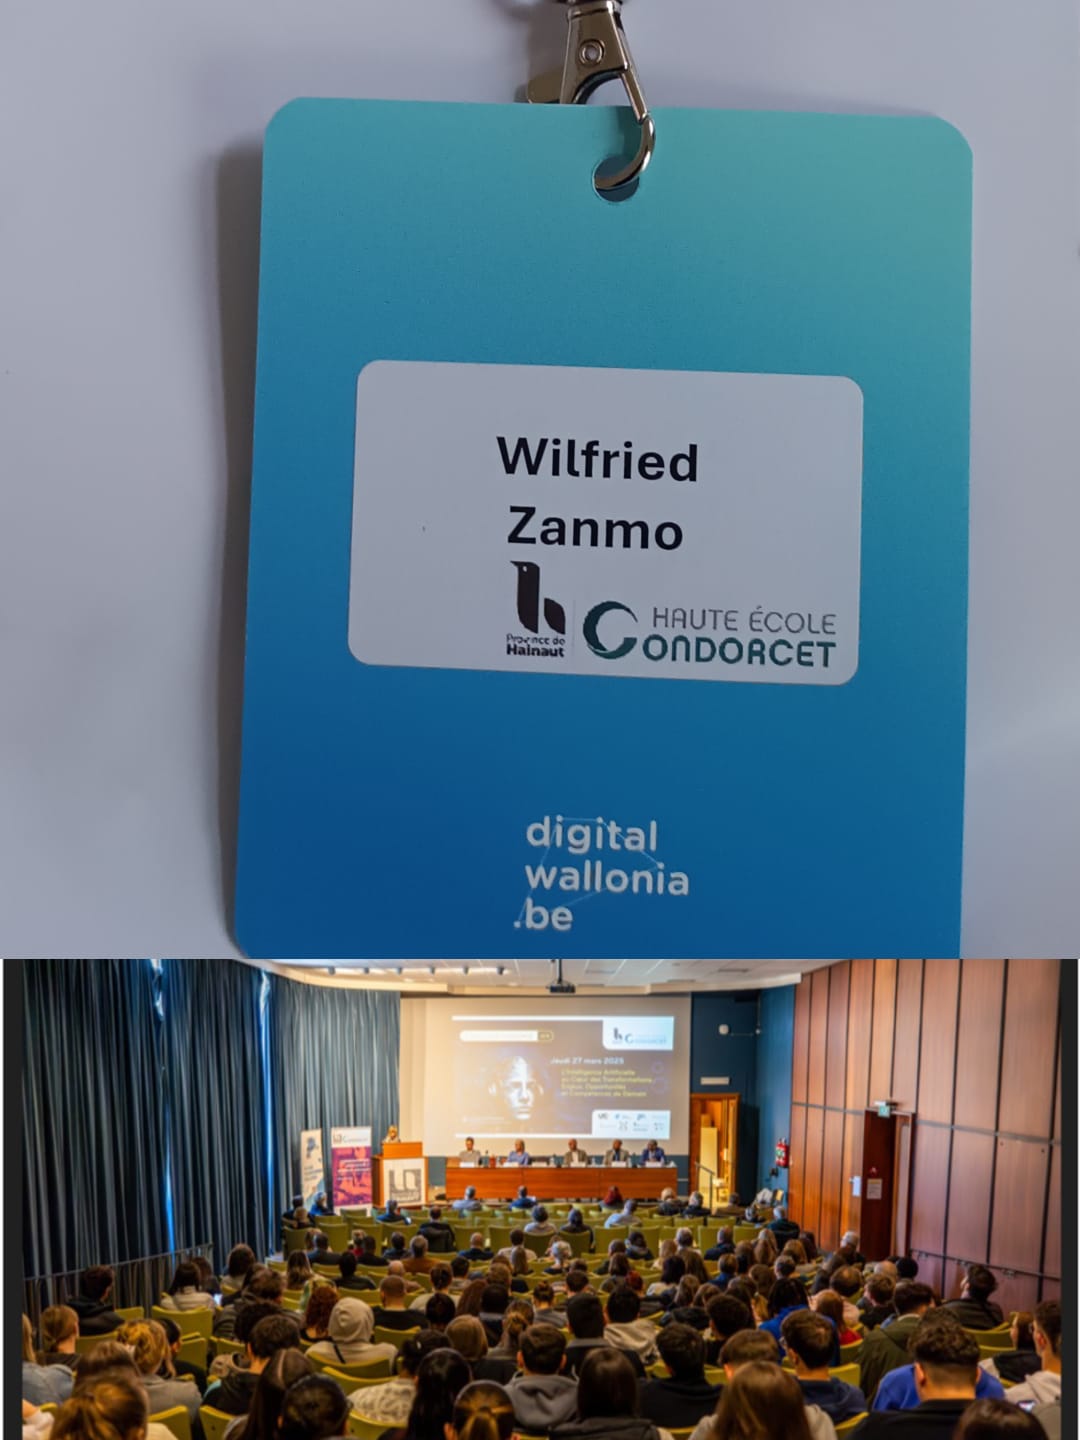 Wilfried
Zanmo
Province de
Hainaut
HAUTE ÉCOLE
CONDORCET
digital
wallonia
.be
Jeudi 27 mars 2025
L'Intelligence Artificielle
au Cœur des Transformations
Enjeux, Opportunités
et Compétences de Demain